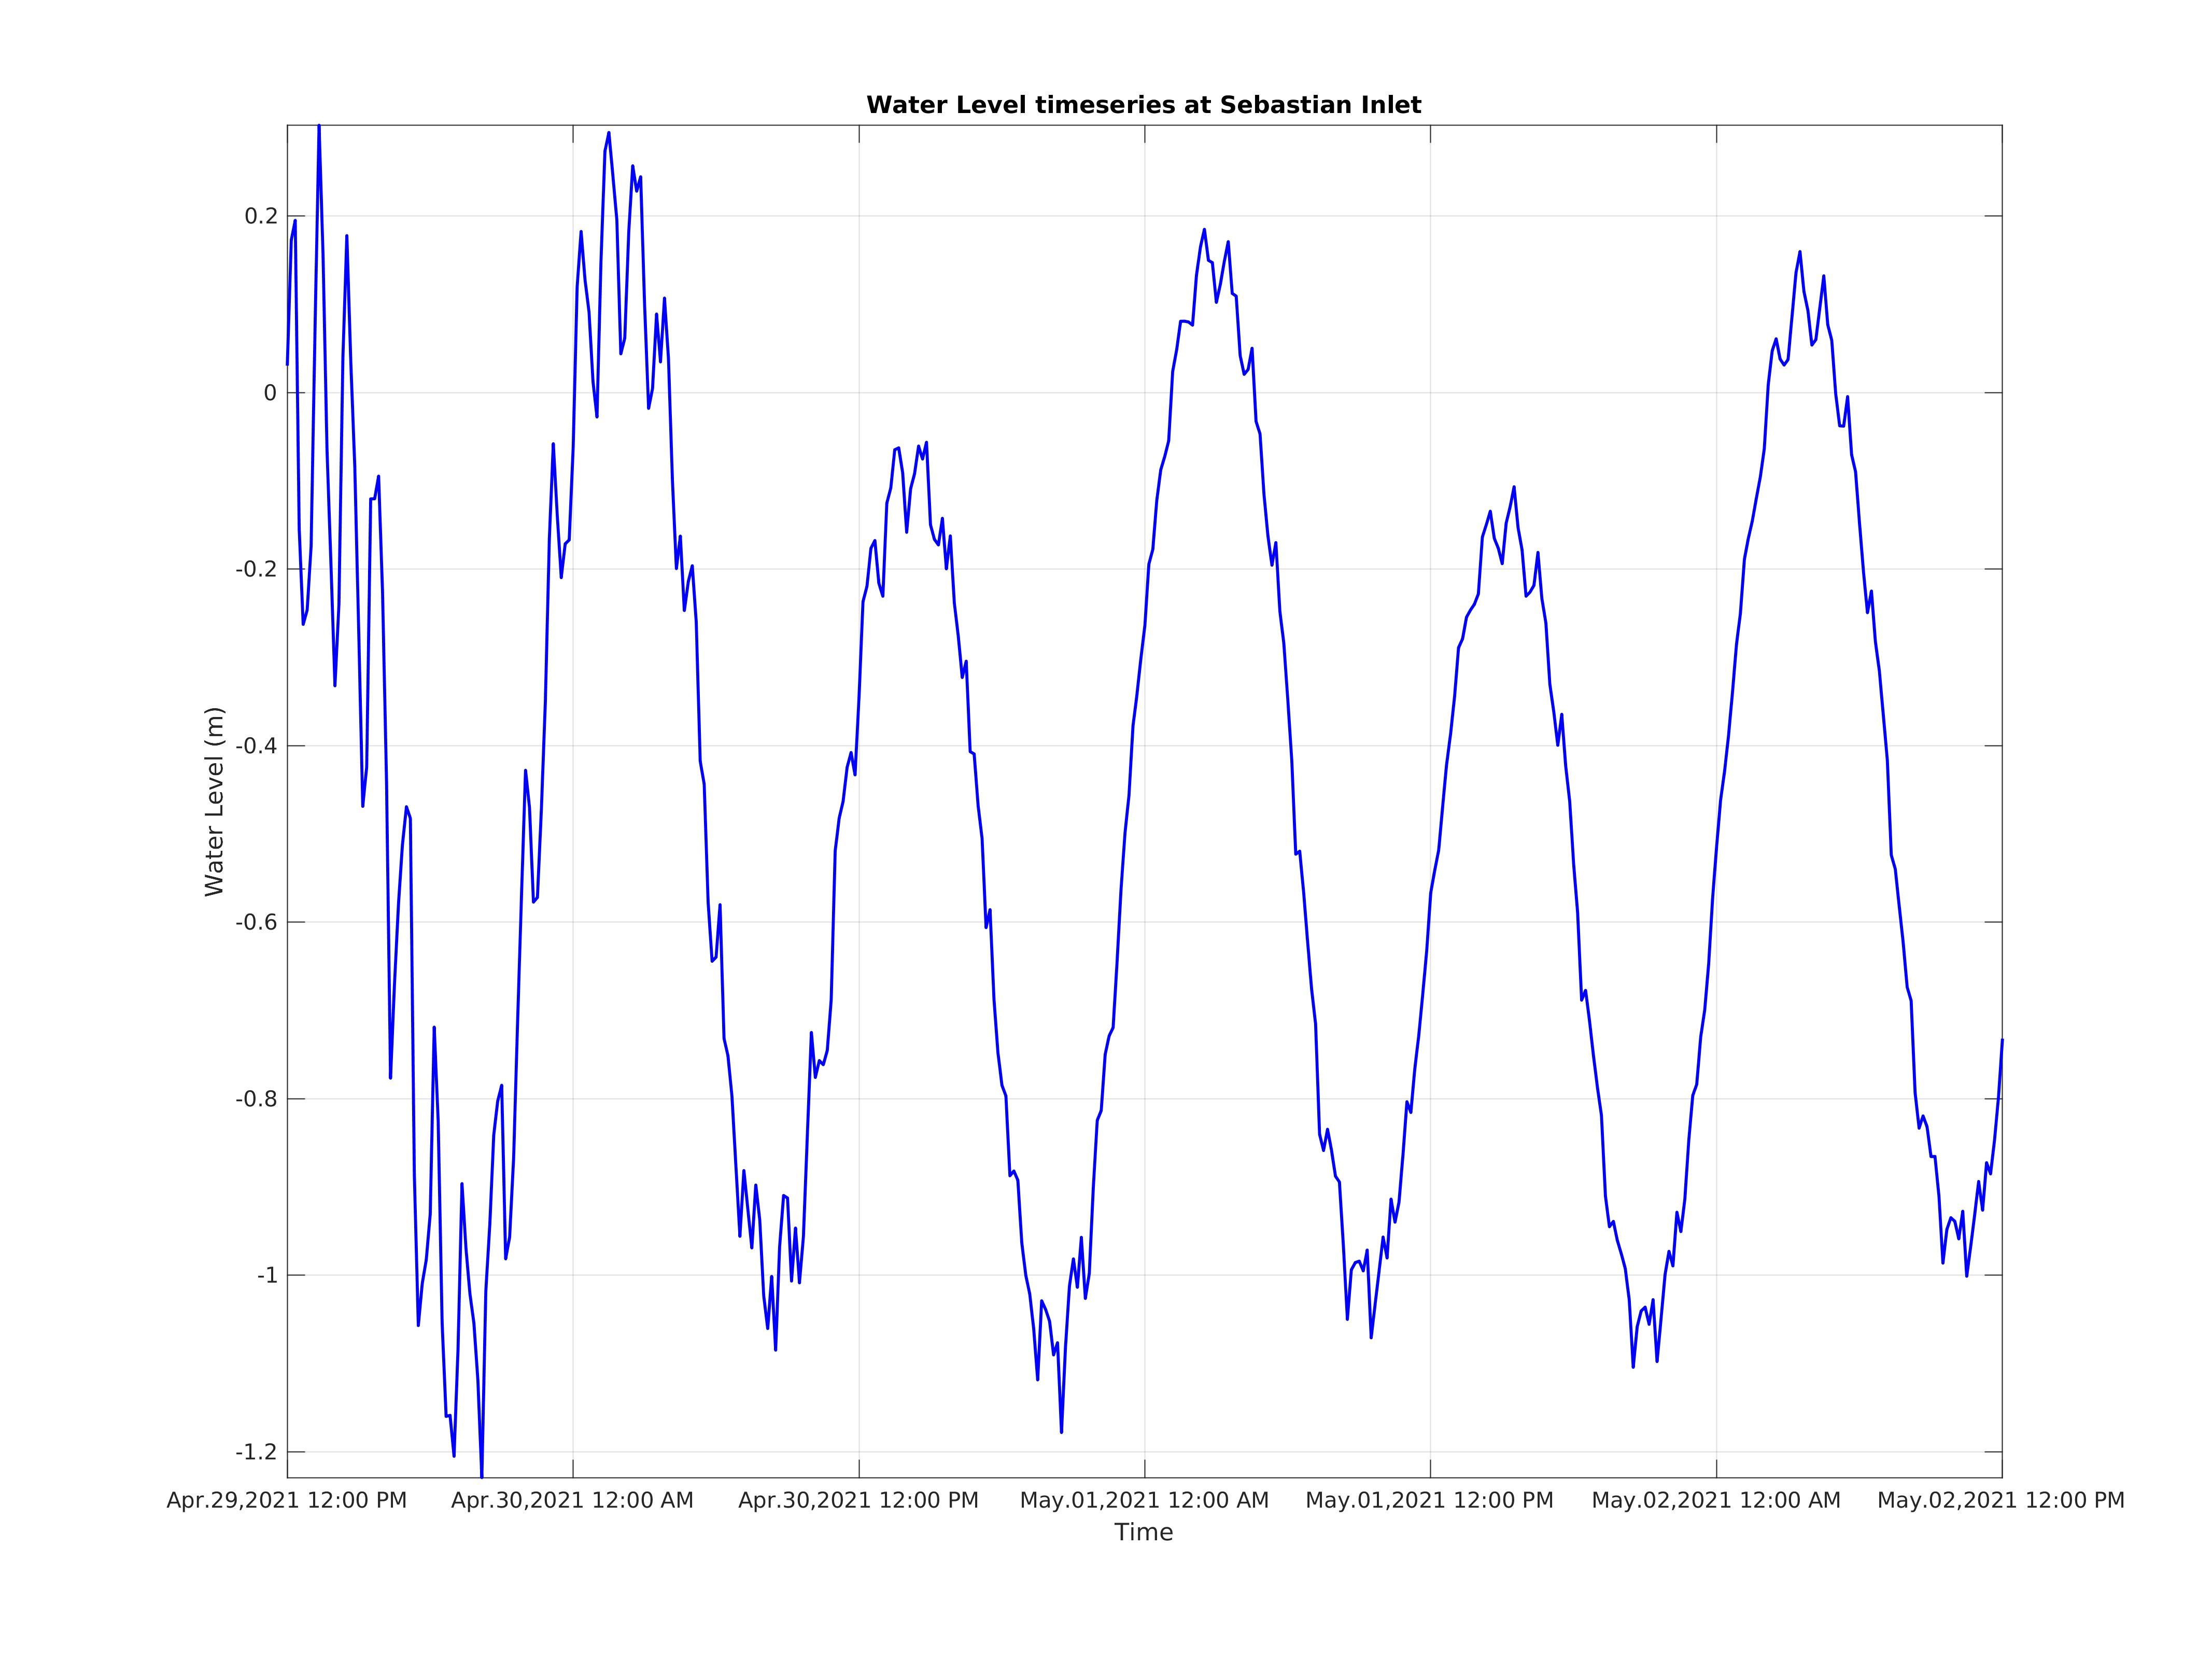 Water Level timeseries at Sebastian Inlet
0.2
0
-0.2
-0.4
-0.6
-0.8
-1
-1.2
Water Level (m)
Apr.29,2021 12:00 PM
Apr.30,2021 12:00 AM
Apr.30,2021 12:00 PM
May.01,2021 12:00 AM
May.01,2021 12:00 PM
May.02,2021 12:00 AM
May.02,2021 12:00 PM
Time